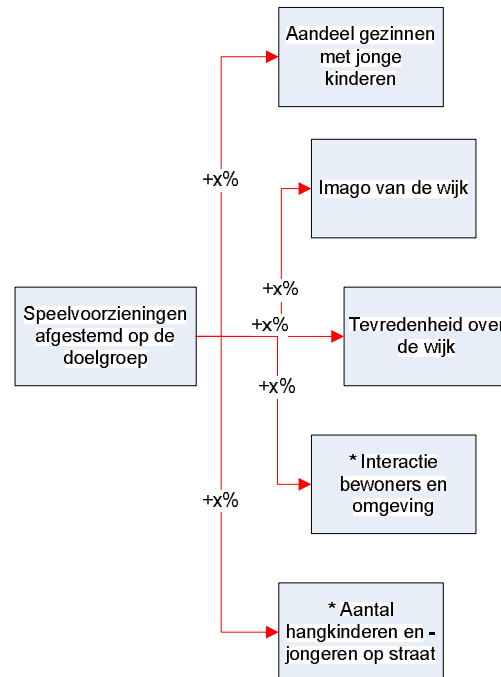 Aandeel gezinnen
met jonge
kinderen
+x%
Imago van de wijk
+x%
Speelvoorzieningen
afgestemd op de
doelgroep
+x%
Tevredenheid over
de wijk
+x%
* Interactie
bewoners en
omgeving
+x%
* Aantal
hangkinderen en -
jongeren op straat